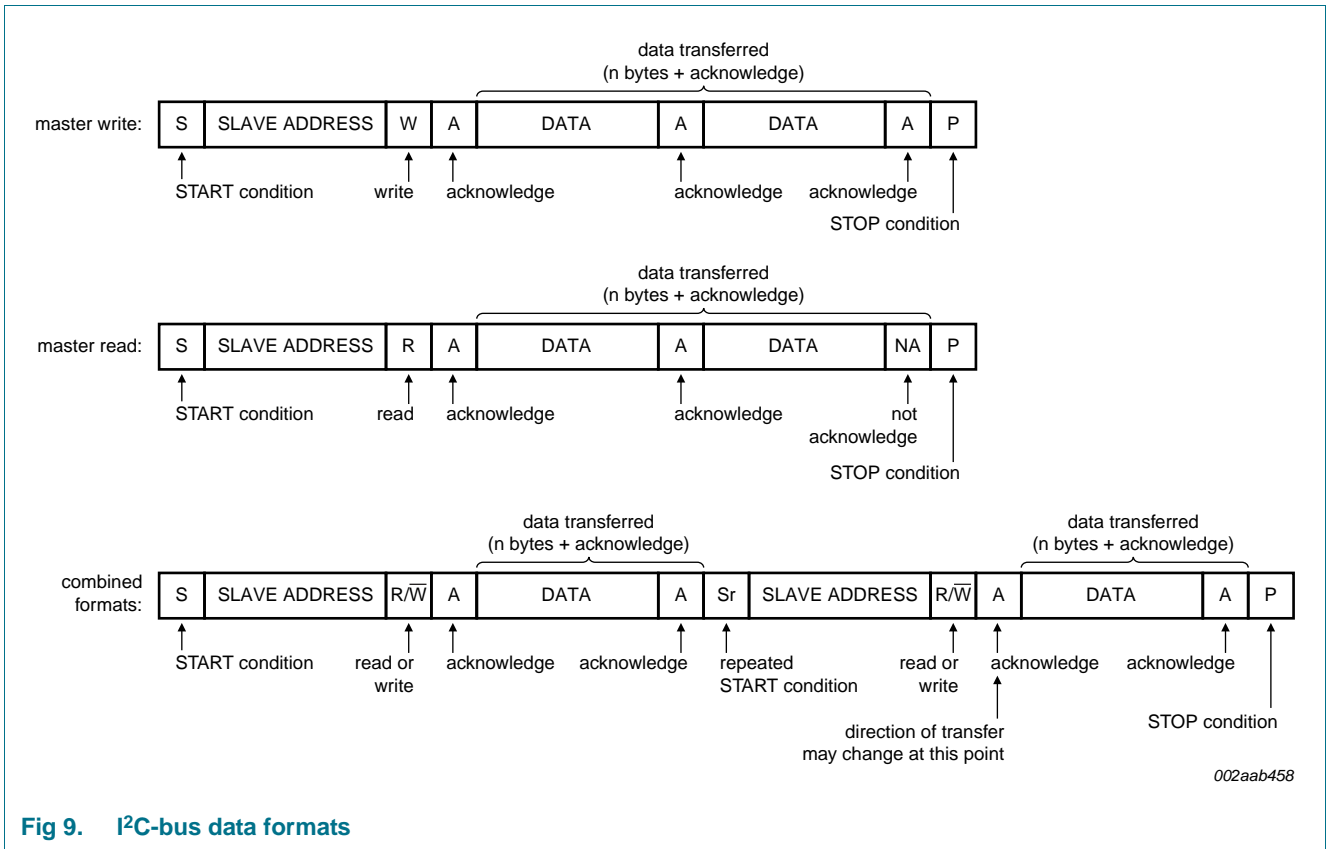 data transferred
(n bytes + acknowledge)
master write: S SLAVE ADDRESS W A DATA A DATA A P
START condition write acknowledge acknowledge acknowledge
STOP condition
data transferred
(n bytes + acknowledge)
master read: S SLAVE ADDRESS R A DATA A DATA NA P
START condition read acknowledge acknowledge not
acknowledge
STOP condition
data transferred data transferred
(n bytes + acknowledge) (n bytes + acknowledge)
combined
formats: S SLAVE ADDRESS R/W̅ A DATA A Sr SLAVE ADDRESS R/W̅ A DATA A P
START condition read or acknowledge acknowledge repeated read or acknowledge acknowledge
write START condition write
STOP condition
direction of transfer
may change at this point
002aab458
Fig 9. I²C-bus data formats